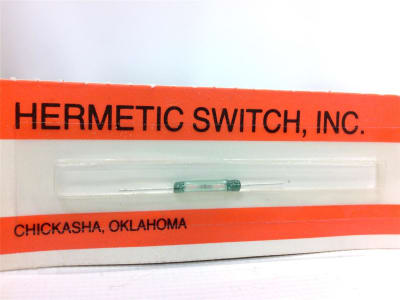 HERMETIC SWITCH, INC.
CHICKASHA, OKLAHOMA